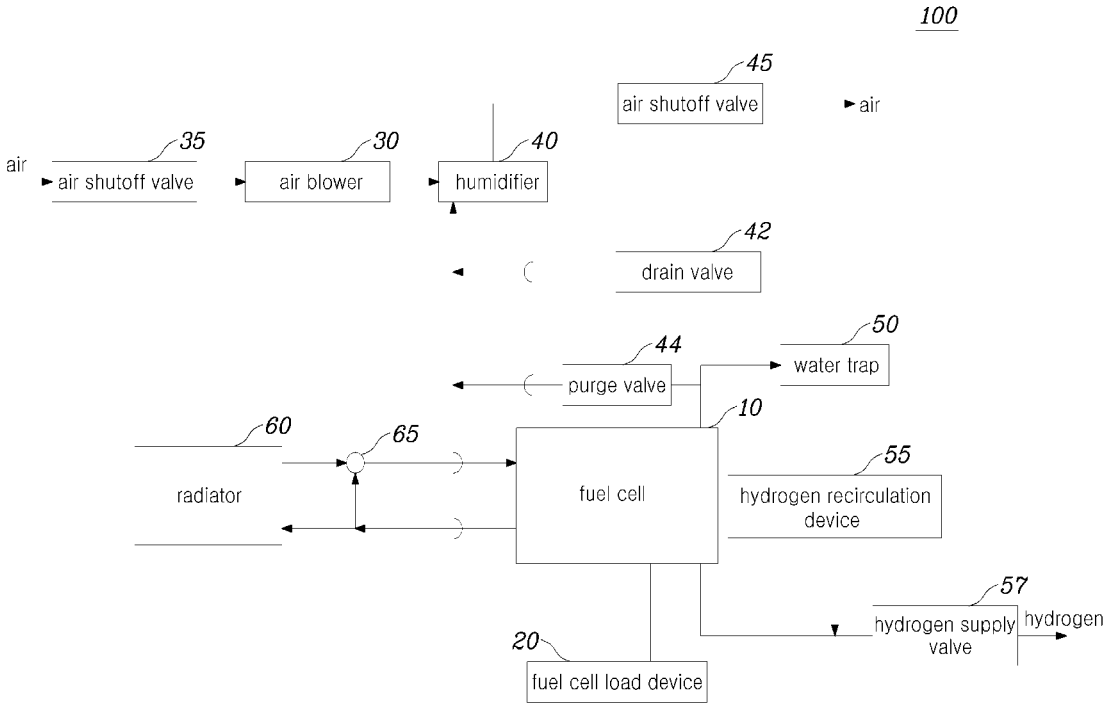 100
45
air shutoff valve
air
35
30
40
air
air shutoff valve
air blower
humidifier
42
drain valve
50
44
water trap
purge valve
10
60
65
55
radiator
fuel cell
hydrogen recirculation
device
57
hydrogen
hydrogen supply
valve
20
fuel cell load device